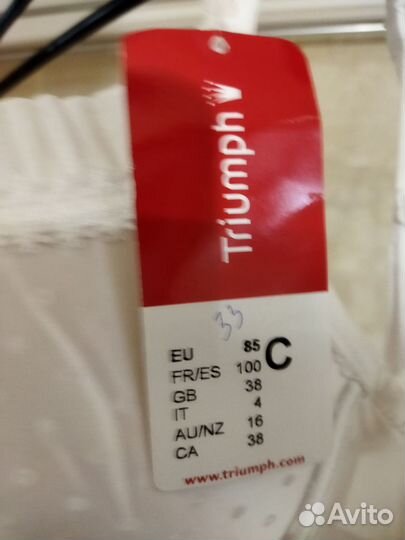 Triumph
33
EU 85 C
FR/ES 100
GB 38
IT 4
AU/NZ 16
CA 38
www.triumph.com
Avito